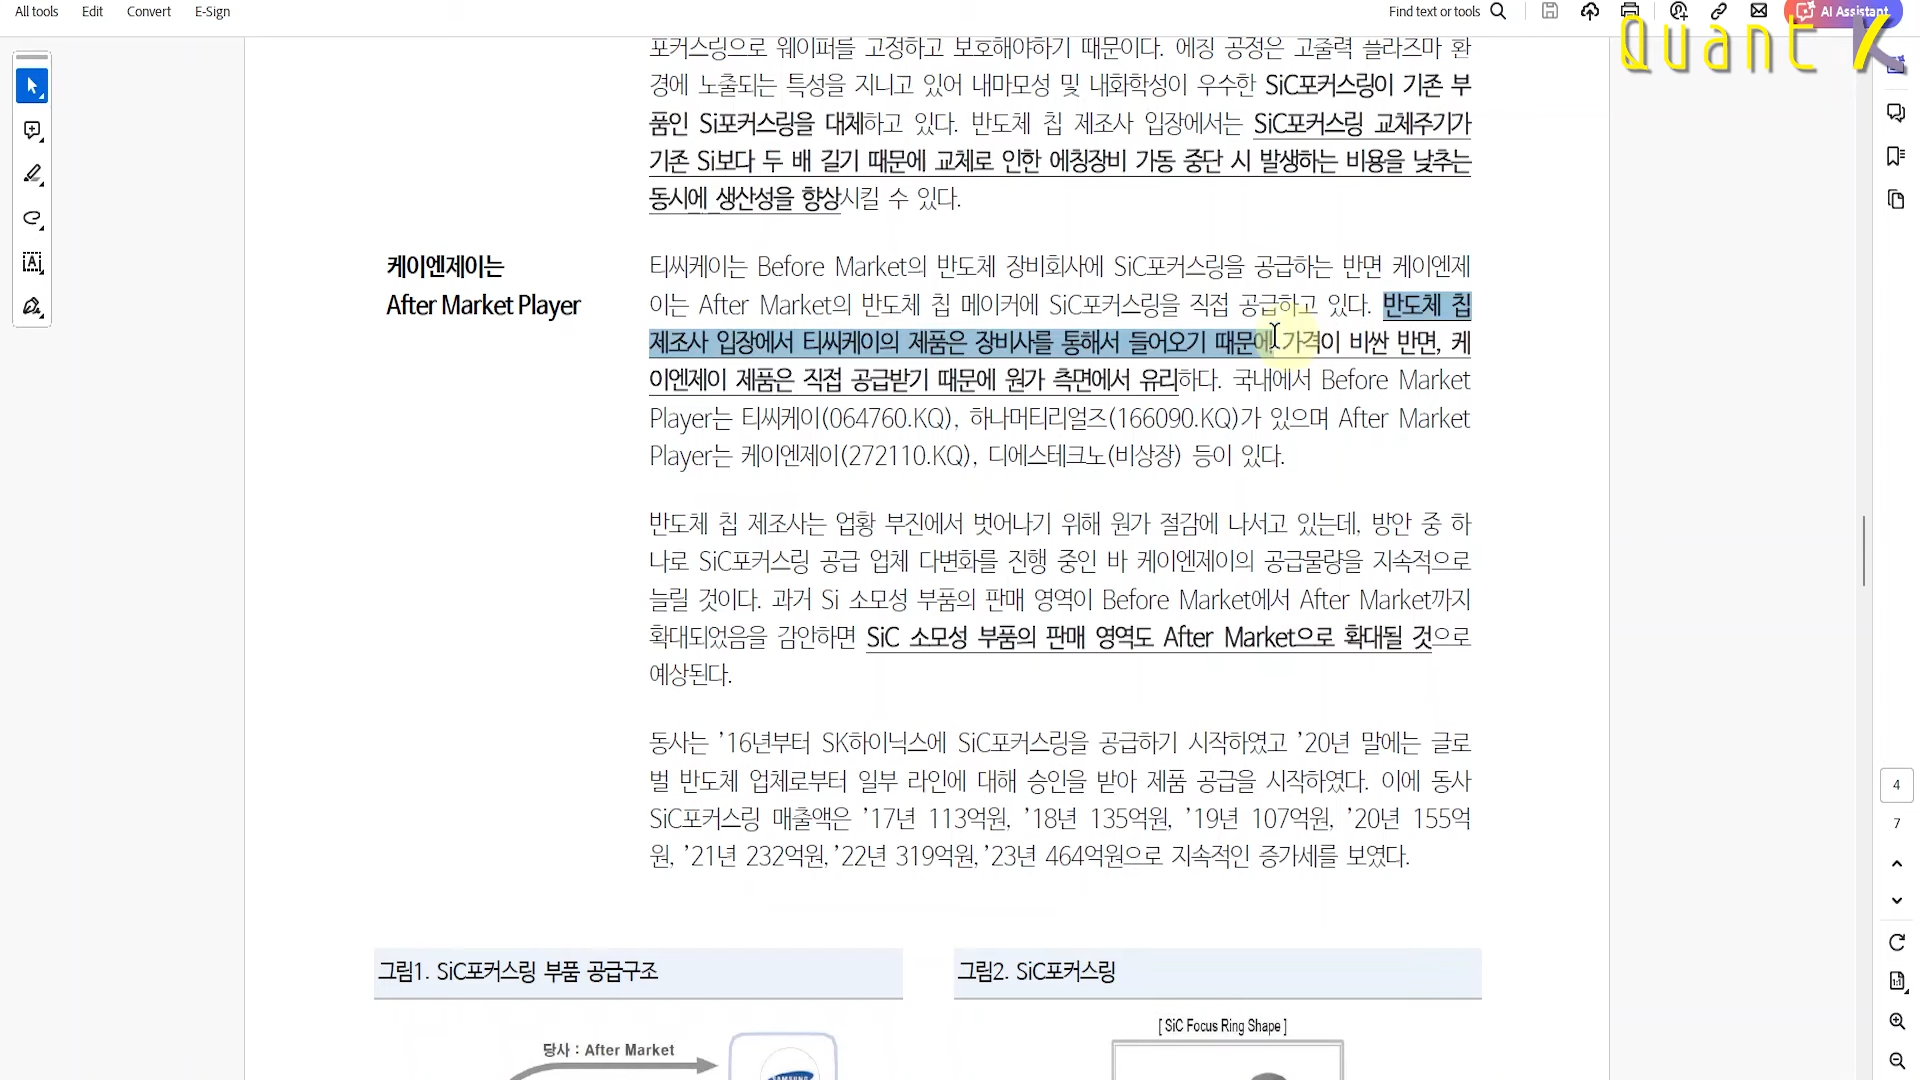 All tools Edit Convert E-Sign
Find text or tools
AI Assistant
Quant K
포커스링으로 웨이퍼를 고정하고 보호해야하기 때문이다. 에칭 공정은 고출력 플라즈마 환
경에 노출되는 특성을 지니고 있어 내마모성 및 내화학성이 우수한 SiC포커스링이 기존 부
품인 Si포커스링을 대체하고 있다. 반도체 칩 제조사 입장에서는 SiC포커스링 교체주기가
기존 Si보다 두 배 길기 때문에 교체로 인한 에칭장비 가동 중단 시 발생하는 비용을 낮추는
동시에 생산성을 향상시킬 수 있다.
케이엔제이는
After Market Player
티씨케이는 Before Market의 반도체 장비회사에 SiC포커스링을 공급하는 반면 케이엔제
이는 After Market의 반도체 칩 메이커에 SiC포커스링을 직접 공급하고 있다. 반도체 칩
제조사 입장에서 티씨케이의 제품은 장비사를 통해서 들어오기 때문에 가격이 비싼 반면, 케
이엔제이 제품은 직접 공급받기 때문에 원가 측면에서 유리하다. 국내에서 Before Market
Player는 티씨케이(064760.KQ), 하나머티리얼즈(166090.KQ)가 있으며 After Market
Player는 케이엔제이(272110.KQ), 디에스테크노(비상장) 등이 있다.
반도체 칩 제조사는 업황 부진에서 벗어나기 위해 원가 절감에 나서고 있는데, 방안 중 하
나로 SiC포커스링 공급 업체 다변화를 진행 중인 바 케이엔제이의 공급물량을 지속적으로
늘릴 것이다. 과거 Si 소모성 부품의 판매 영역이 Before Market에서 After Market까지
확대되었음을 감안하면 SiC 소모성 부품의 판매 영역도 After Market으로 확대될 것으로
예상된다.
동사는 ’16년부터 SK하이닉스에 SiC포커스링을 공급하기 시작하였고 ’20년 말에는 글로
벌 반도체 업체로부터 일부 라인에 대해 승인을 받아 제품 공급을 시작하였다. 이에 동사
SiC포커스링 매출액은 ’17년 113억원, ’18년 135억원, ’19년 107억원, ’20년 155억
원, ’21년 232억원, ’22년 319억원, ’23년 464억원으로 지속적인 증가세를 보였다.
4
7
그림1. SiC포커스링 부품 공급구조
그림2. SiC포커스링
[ SiC Focus Ring Shape ]
당사 : After Market
SAMSUNG